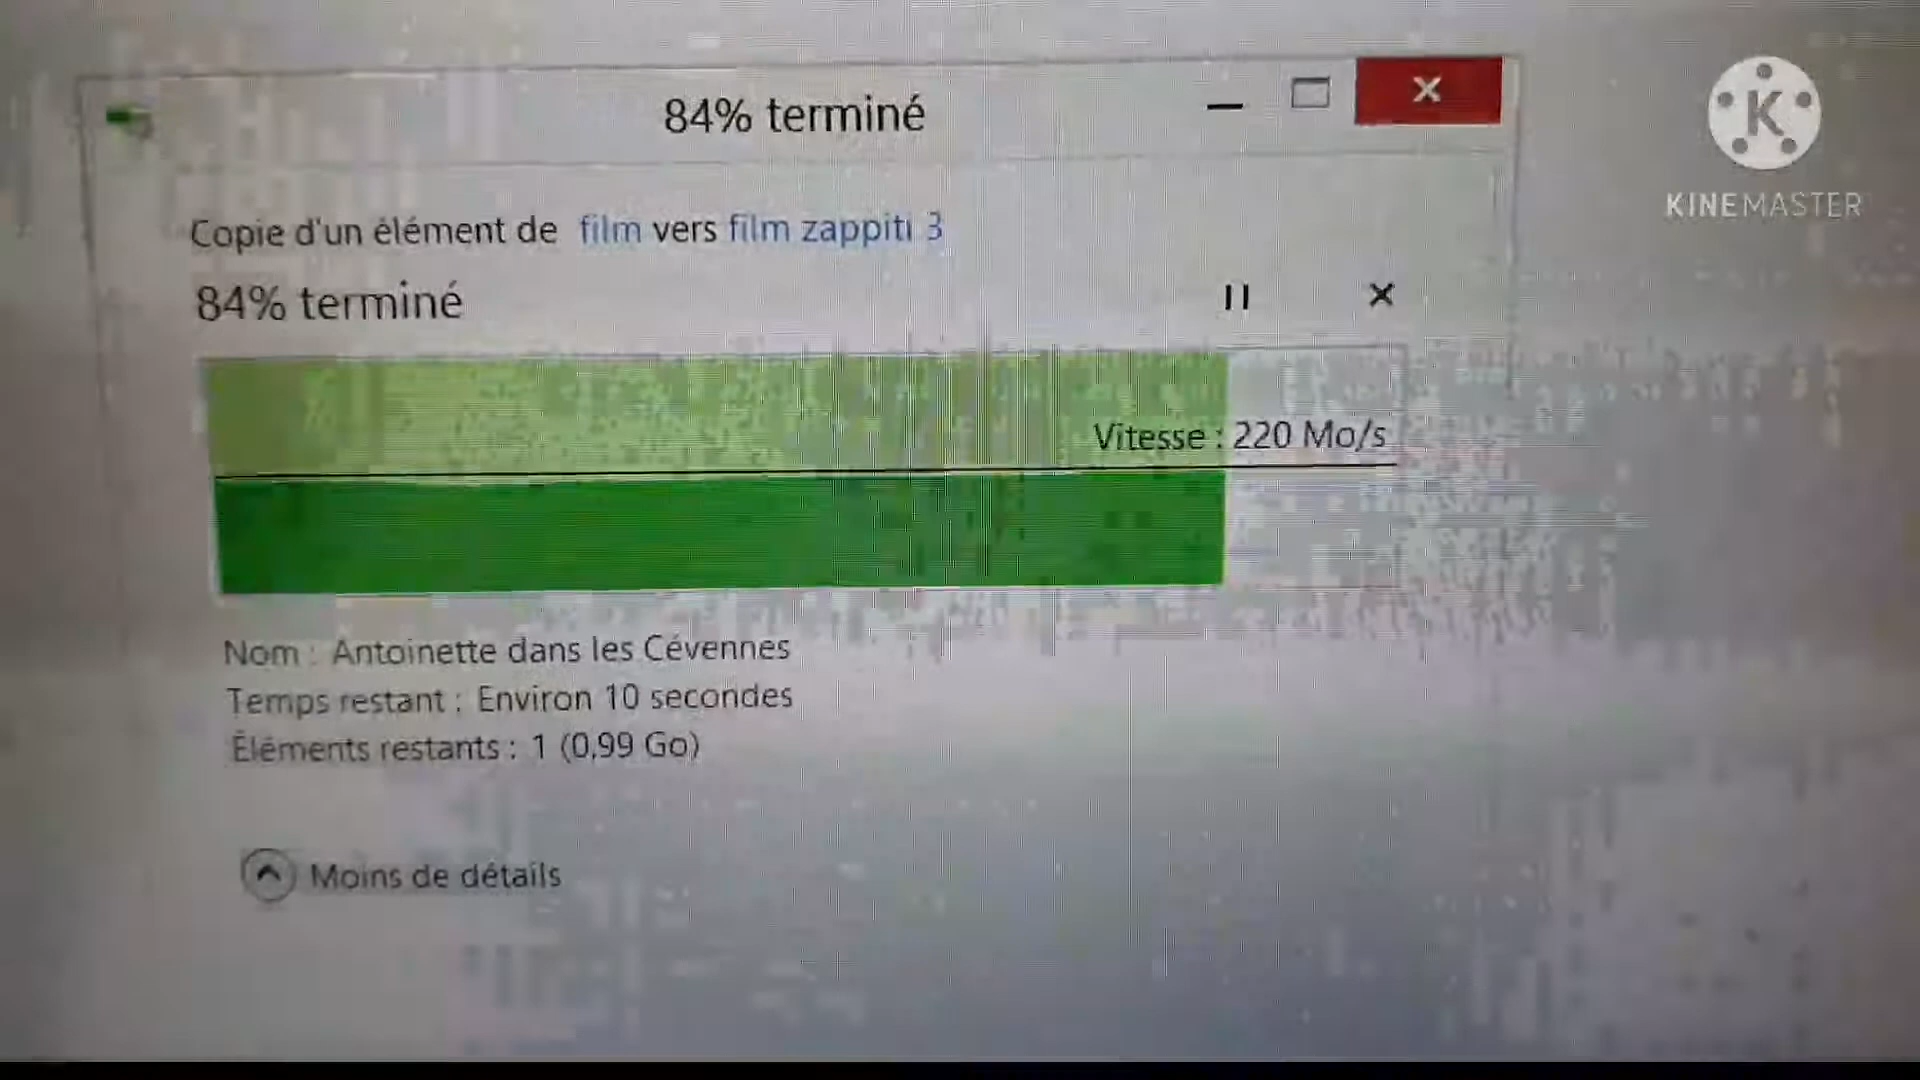 84% terminé
K
KINEMASTER
Copie d'un élément de film vers film zappiti 3
84% terminé
Vitesse : 220 Mo/s
Nom : Antoinette dans les Cévennes
Temps restant : Environ 10 secondes
Éléments restants : 1 (0,99 Go)
Moins de détails